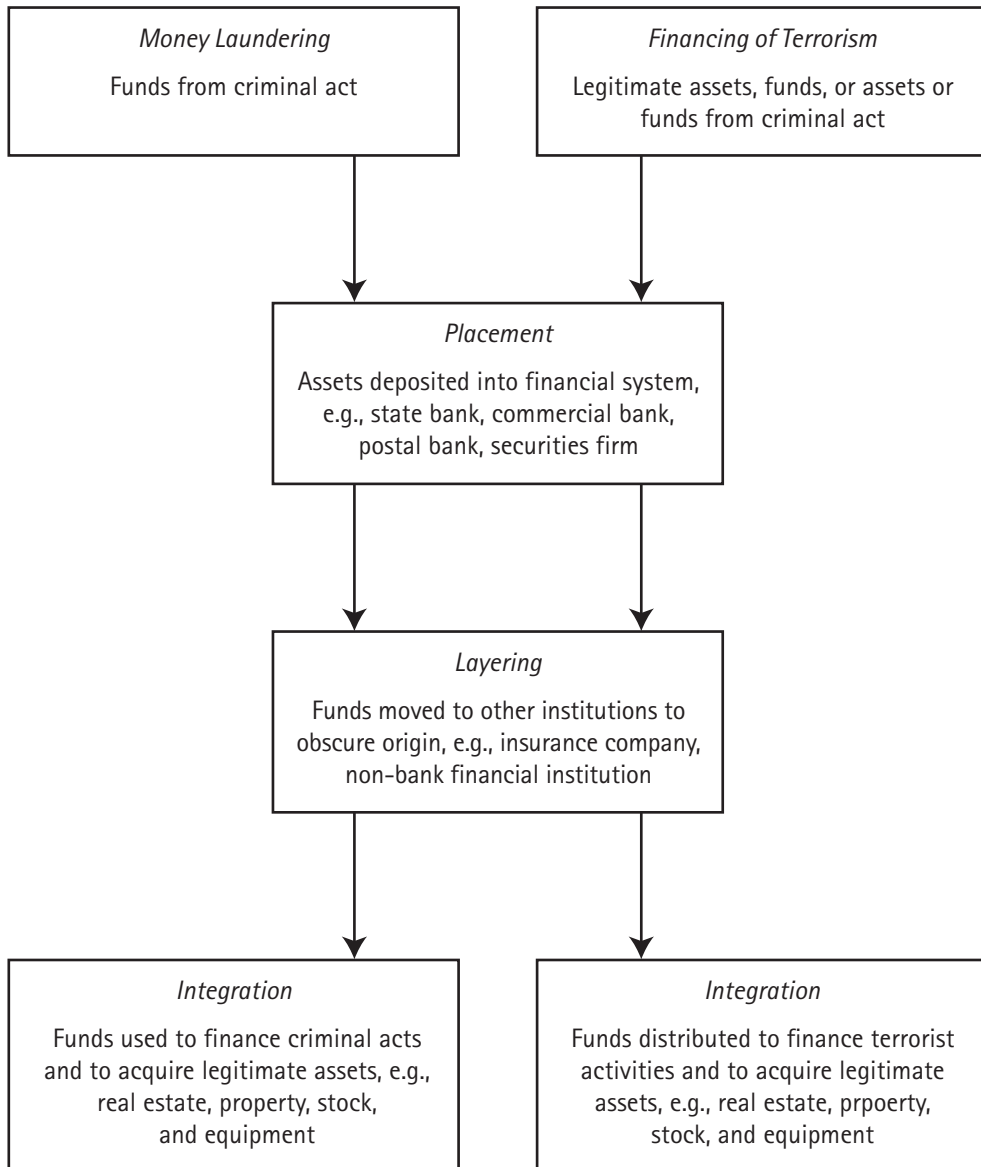 Money Laundering
Funds from criminal act
Financing of Terrorism
Legitimate assets, funds, or assets or
funds from criminal act
Placement
Assets deposited into financial system,
e.g., state bank, commercial bank,
postal bank, securities firm
Layering
Funds moved to other institutions to
obscure origin, e.g., insurance company,
non-bank financial institution
Integration
Funds used to finance criminal acts
and to acquire legitimate assets, e.g.,
real estate, property, stock,
and equipment
Integration
Funds distributed to finance terrorist
activities and to acquire legitimate
assets, e.g., real estate, prpoerty,
stock, and equipment